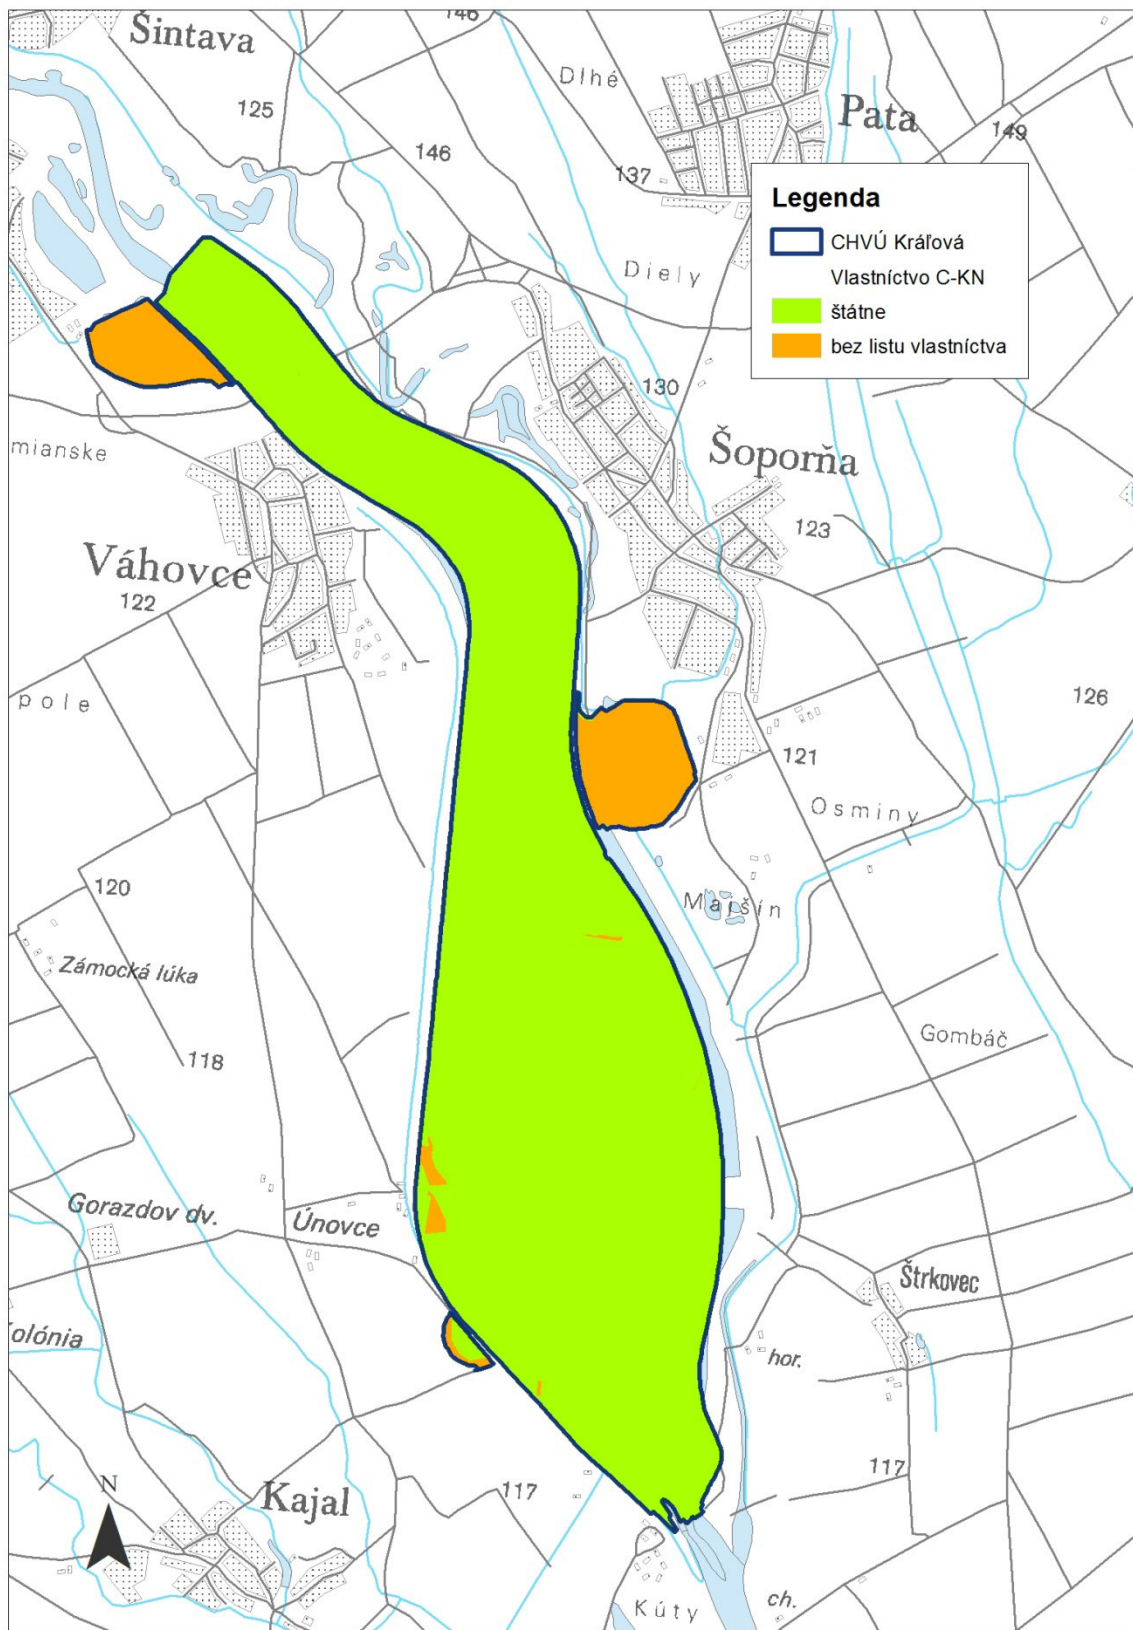 146
Šintava
Dlhé
125
Pata
149
146
137
Legenda
CHVÚ Kráľová
Vlastníctvo C-KN
štátne
bez listu vlastníctva
Diely
130
mianske
Šoporňa
123
Váhovce
122
pole
126
121
Osminy
120
Majšín
Zámocká lúka
118
Gombáč
Gorazdov dv.
Únovce
Štrkovec
olónia
hor.
117
N
Kajal
117
ch.
Kúty